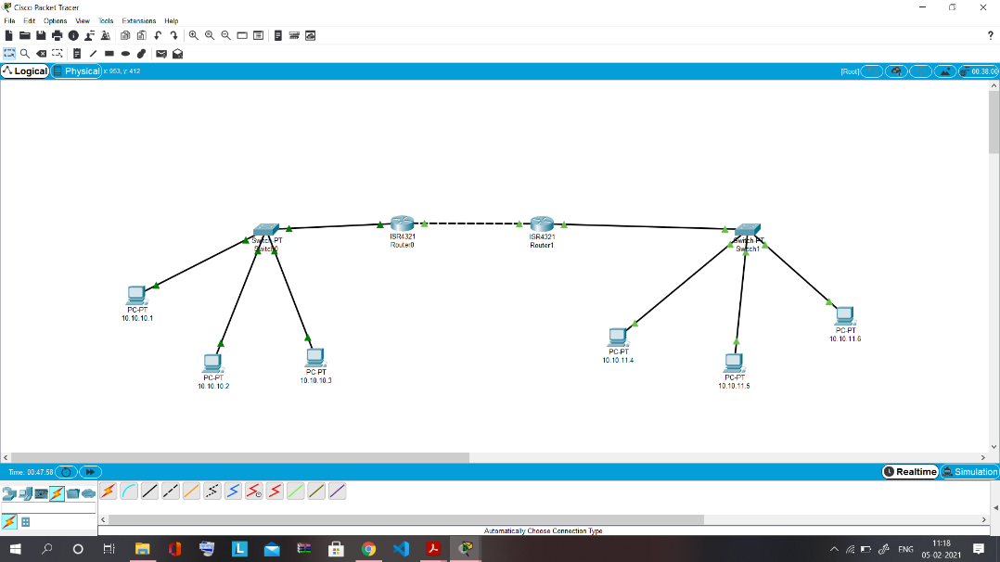 Cisco Packet Tracer
File Edit Options View Tools Extensions Help
?
Logical Physical x: 953, y: 412 [Root] 00:38:00
Switch-PT
Switch0
ISR4321
Router0
ISR4321
Router1
Switch-PT
Switch1
PC-PT
10.10.10.1
PC-PT
10.10.10.2
PC-PT
10.10.10.3
PC-PT
10.10.11.4
PC-PT
10.10.11.5
PC-PT
10.10.11.6
Time: 00:47:58 Realtime Simulation
Automatically Choose Connection Type
L
ENG
11:18
05-02-2021